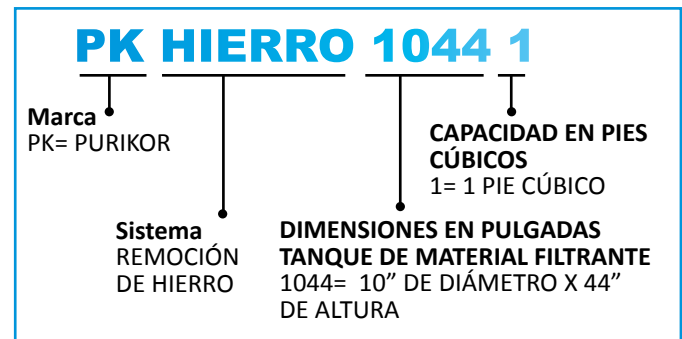 PK HIERRO 1044 1
Marca
PK= PURIKOR
CAPACIDAD EN PIES
CÚBICOS
1= 1 PIE CÚBICO
Sistema
REMOCIÓN
DE HIERRO
DIMENSIONES EN PULGADAS
TANQUE DE MATERIAL FILTRANTE
1044= 10” DE DIÁMETRO X 44”
DE ALTURA